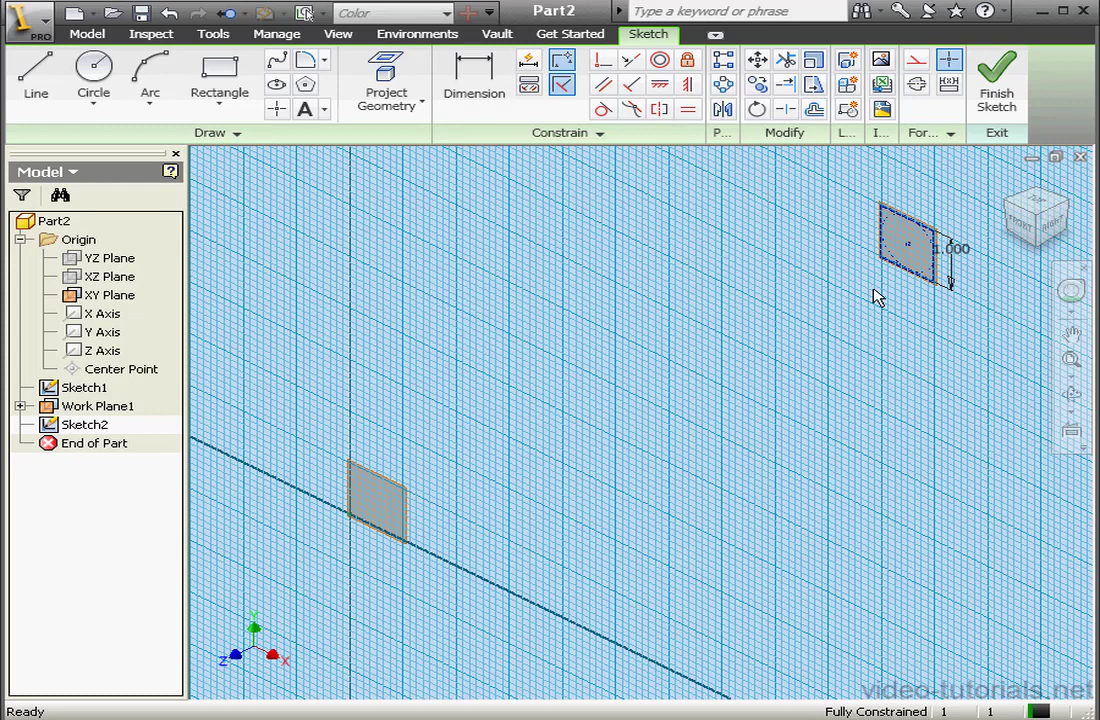 PRO
Color
Part2
Type a keyword or phrase
Model
Inspect
Tools
Manage
View
Environments
Vault
Get Started
Sketch
Line
Circle
Arc
Rectangle
Project
Geometry
Dimension
Finish
Sketch
Draw
Constrain
P...
Modify
L...
I...
For...
Exit
Model
Part2
Origin
YZ Plane
XZ Plane
XY Plane
X Axis
Y Axis
Z Axis
Center Point
Sketch1
Work Plane1
Sketch2
End of Part
1.000
TOP
FRONT
RIGHT
Y
Z
X
video-tutorials.net
Ready
Fully Constrained
1
1